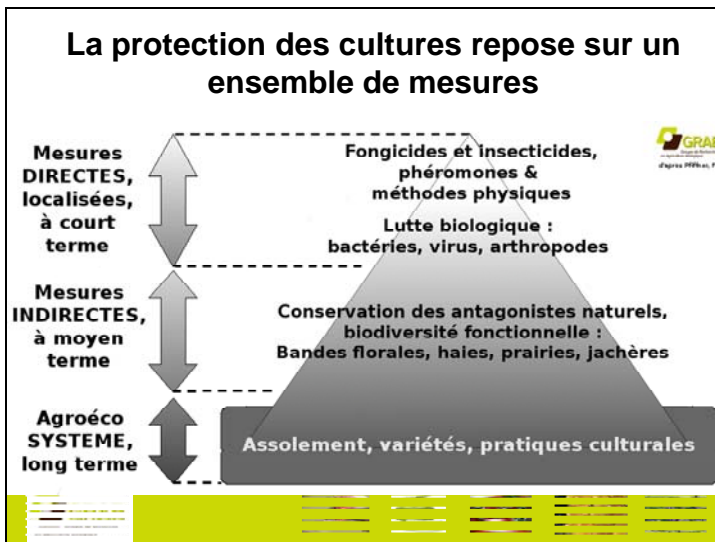 La protection des cultures repose sur un
ensemble de mesures
Mesures
DIRECTES,
localisées,
à court
terme
Fongicides et insecticides,
phéromones &
méthodes physiques
Lutte biologique :
bactéries, virus, arthropodes
GRAB
d'après
Mesures
INDIRECTES,
à moyen
terme
Conservation des antagonistes naturels,
biodiversité fonctionnelle :
Bandes florales, haies, prairies, jachères
Agroéco
SYSTEME,
long terme
Assolement, variétés, pratiques culturales